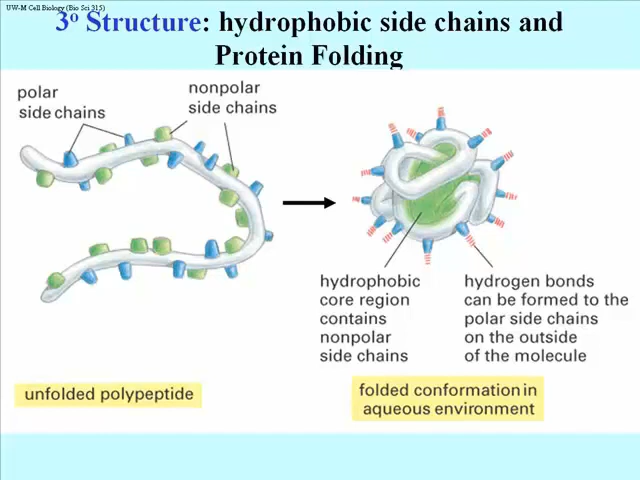 UW-M Cell Biology (Bio Sci 315)
3º Structure: hydrophobic side chains and
Protein Folding
polar
side chains
nonpolar
side chains
hydrophobic
core region
contains
nonpolar
side chains
hydrogen bonds
can be formed to the
polar side chains
on the outside
of the molecule
unfolded polypeptide
folded conformation in
aqueous environment